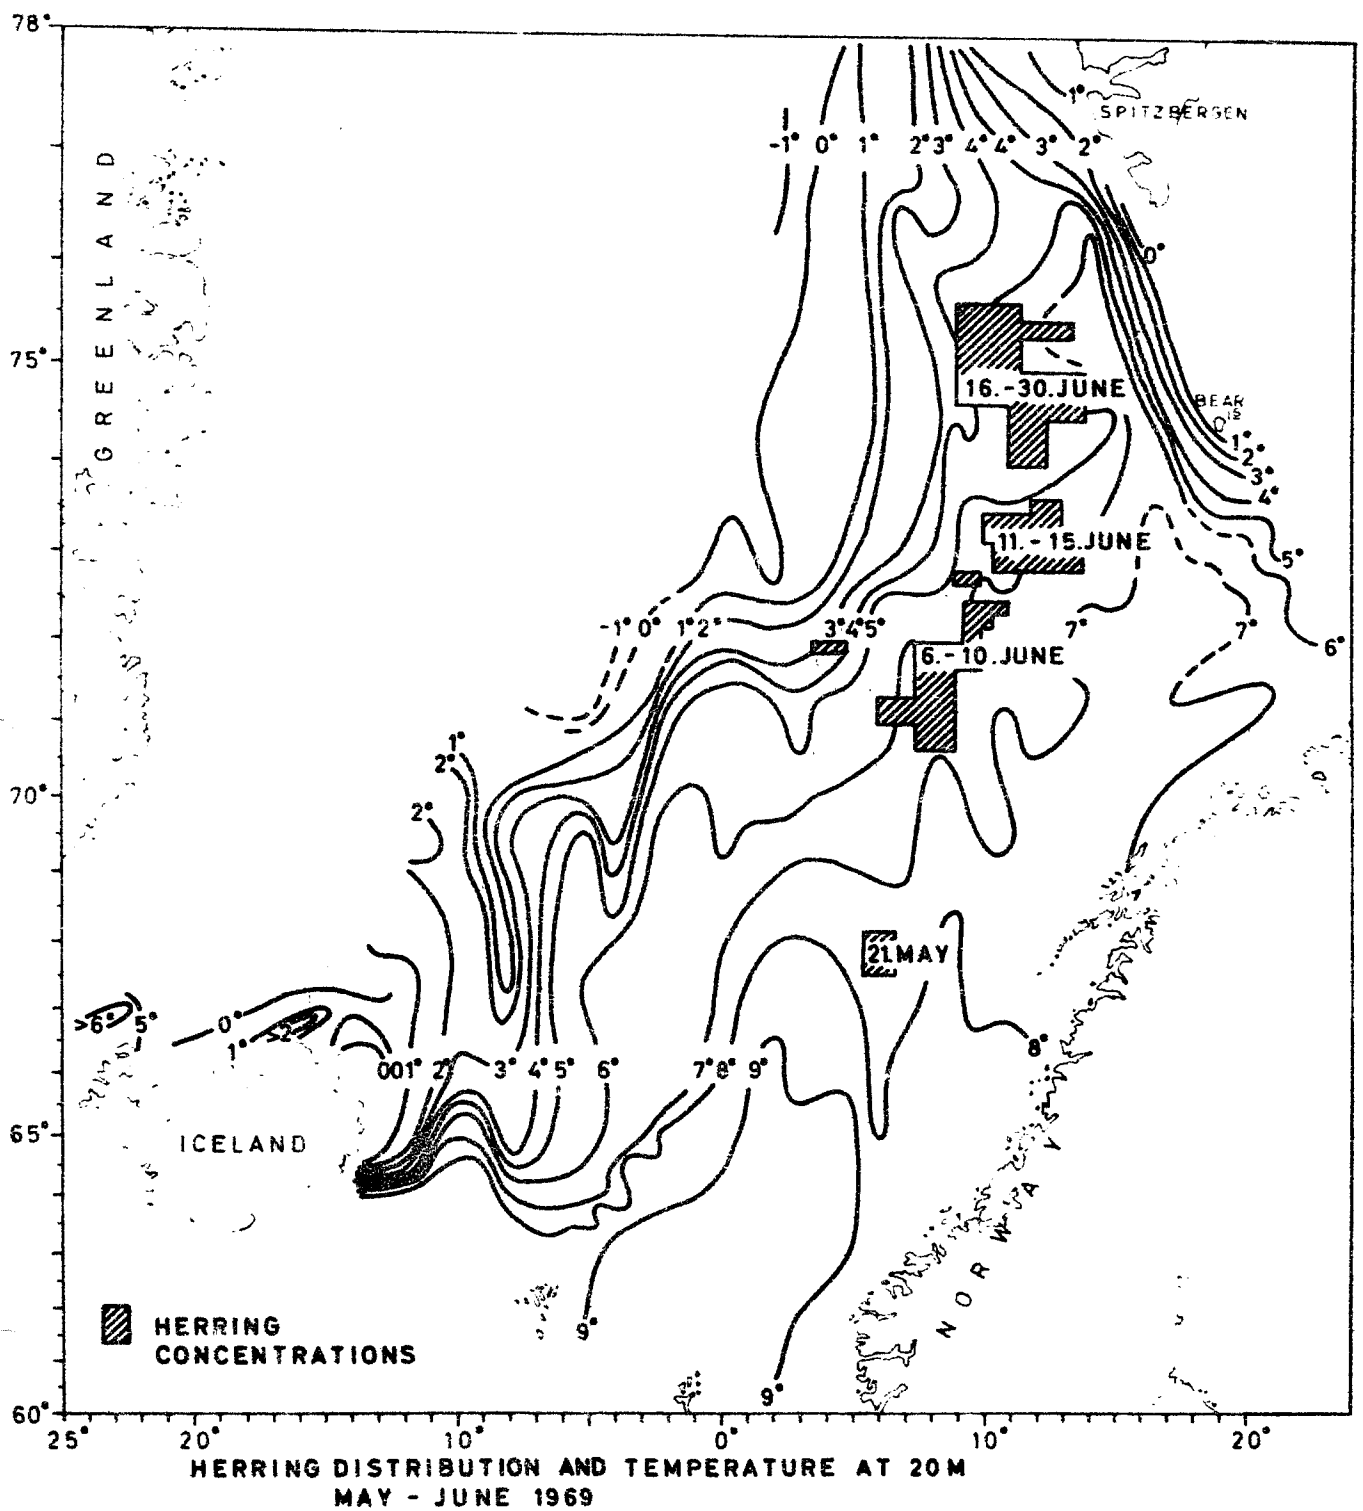 78°
1°
SPITZBERGEN
-1° 0° 1° 2° 3° 4° 4° 3° 2°
GREENLAND
0°
75°
16.-30.JUNE
BEAR
IS
1°
2°
3°
4°
11.-15.JUNE
5°
-1° 0° 1° 2° 3° 4° 5° 7° 7° 6°
6.-10.JUNE
1°
2°
70°
2°
21.MAY
>6° 5° 0°
1° >2
8°
001° 2° 3° 4° 5° 6° 7° 8° 9°
65°
ICELAND
NORWAY
HERRING
CONCENTRATIONS
9°
9°
60°
25° 20° 10° 0° 10° 20°
HERRING DISTRIBUTION AND TEMPERATURE AT 20M
MAY - JUNE 1969